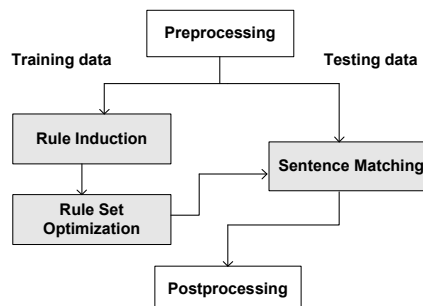 Preprocessing
Training data
Testing data
Rule Induction
Sentence Matching
Rule Set
Optimization
Postprocessing